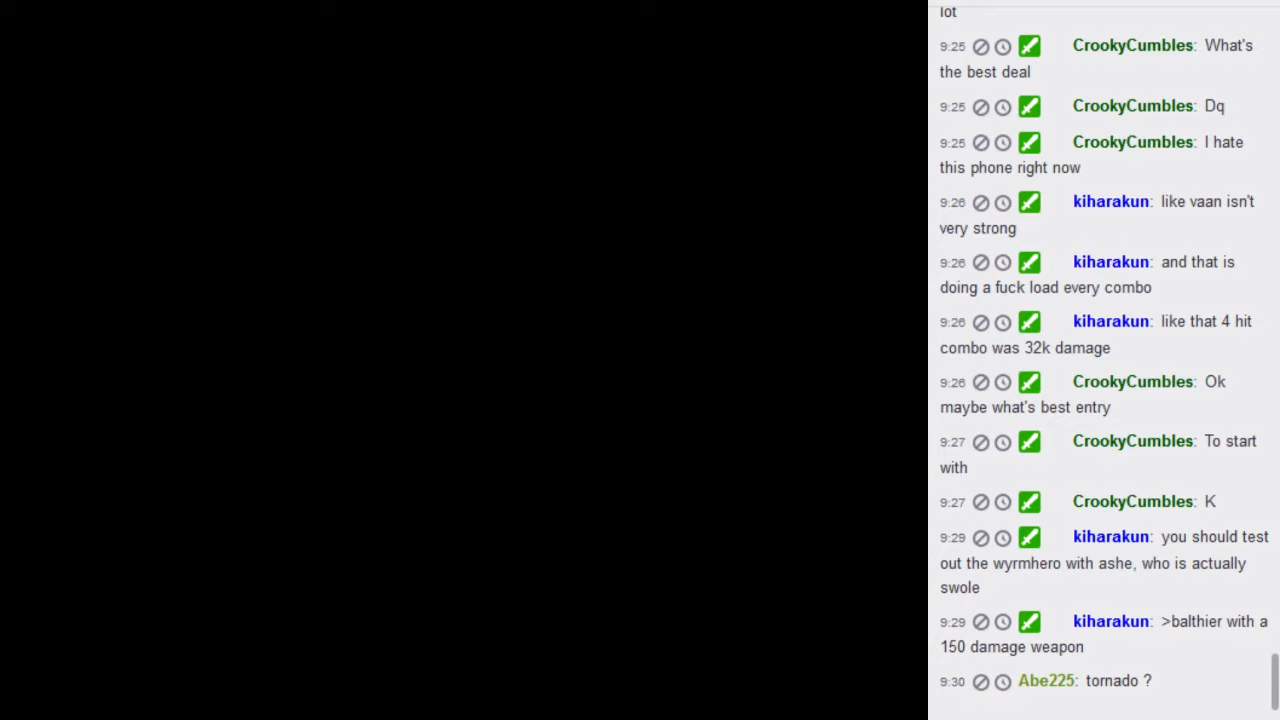 lot
9:25 CrookyCumbles: What's
the best deal
9:25 CrookyCumbles: Dq
9:25 CrookyCumbles: I hate
this phone right now
9:26 kiharakun: like vaan isn't
very strong
9:26 kiharakun: and that is
doing a fuck load every combo
9:26 kiharakun: like that 4 hit
combo was 32k damage
9:26 CrookyCumbles: Ok
maybe what's best entry
9:27 CrookyCumbles: To start
with
9:27 CrookyCumbles: K
9:29 kiharakun: you should test
out the wyrmhero with ashe, who is actually
swole
9:29 kiharakun: >balthier with a
150 damage weapon
9:30 Abe225: tornado ?